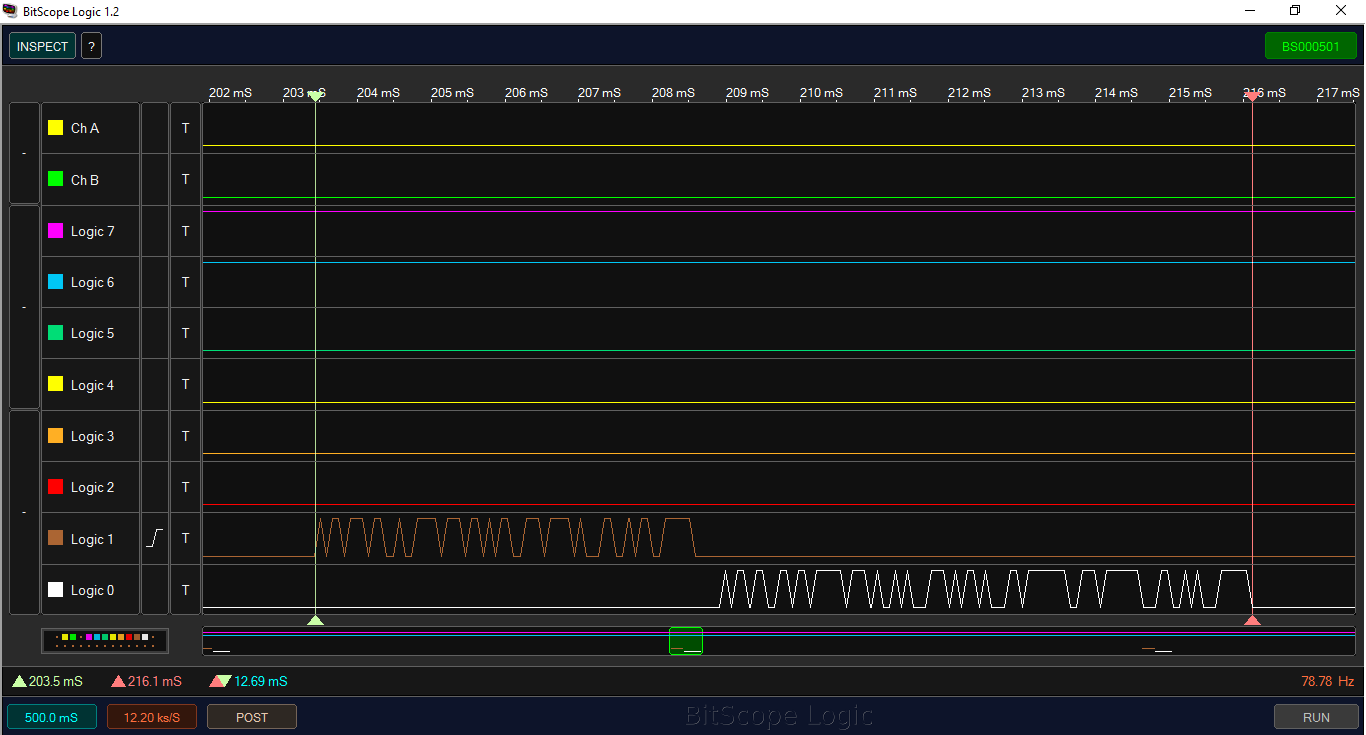 BitScope Logic 1.2
INSPECT ? BS000501
202 mS 203 mS 204 mS 205 mS 206 mS 207 mS 208 mS 209 mS 210 mS 211 mS 212 mS 213 mS 214 mS 215 mS 216 mS 217 mS
Ch A T
Ch B T
Logic 7 T
Logic 6 T
Logic 5 T
Logic 4 T
Logic 3 T
Logic 2 T
Logic 1 T
Logic 0 T
203.5 mS 216.1 mS 12.69 mS 78.78 Hz
500.0 mS 12.20 ks/S POST BitScope Logic RUN